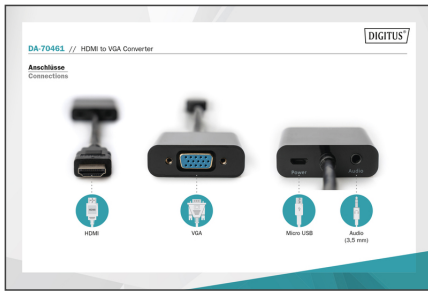 DIGITUS®
DA-70461 // HDMI to VGA Converter
Anschlüsse
Connections
Power
Audio
HDMI
VGA
Micro USB
Audio
(3,5 mm)